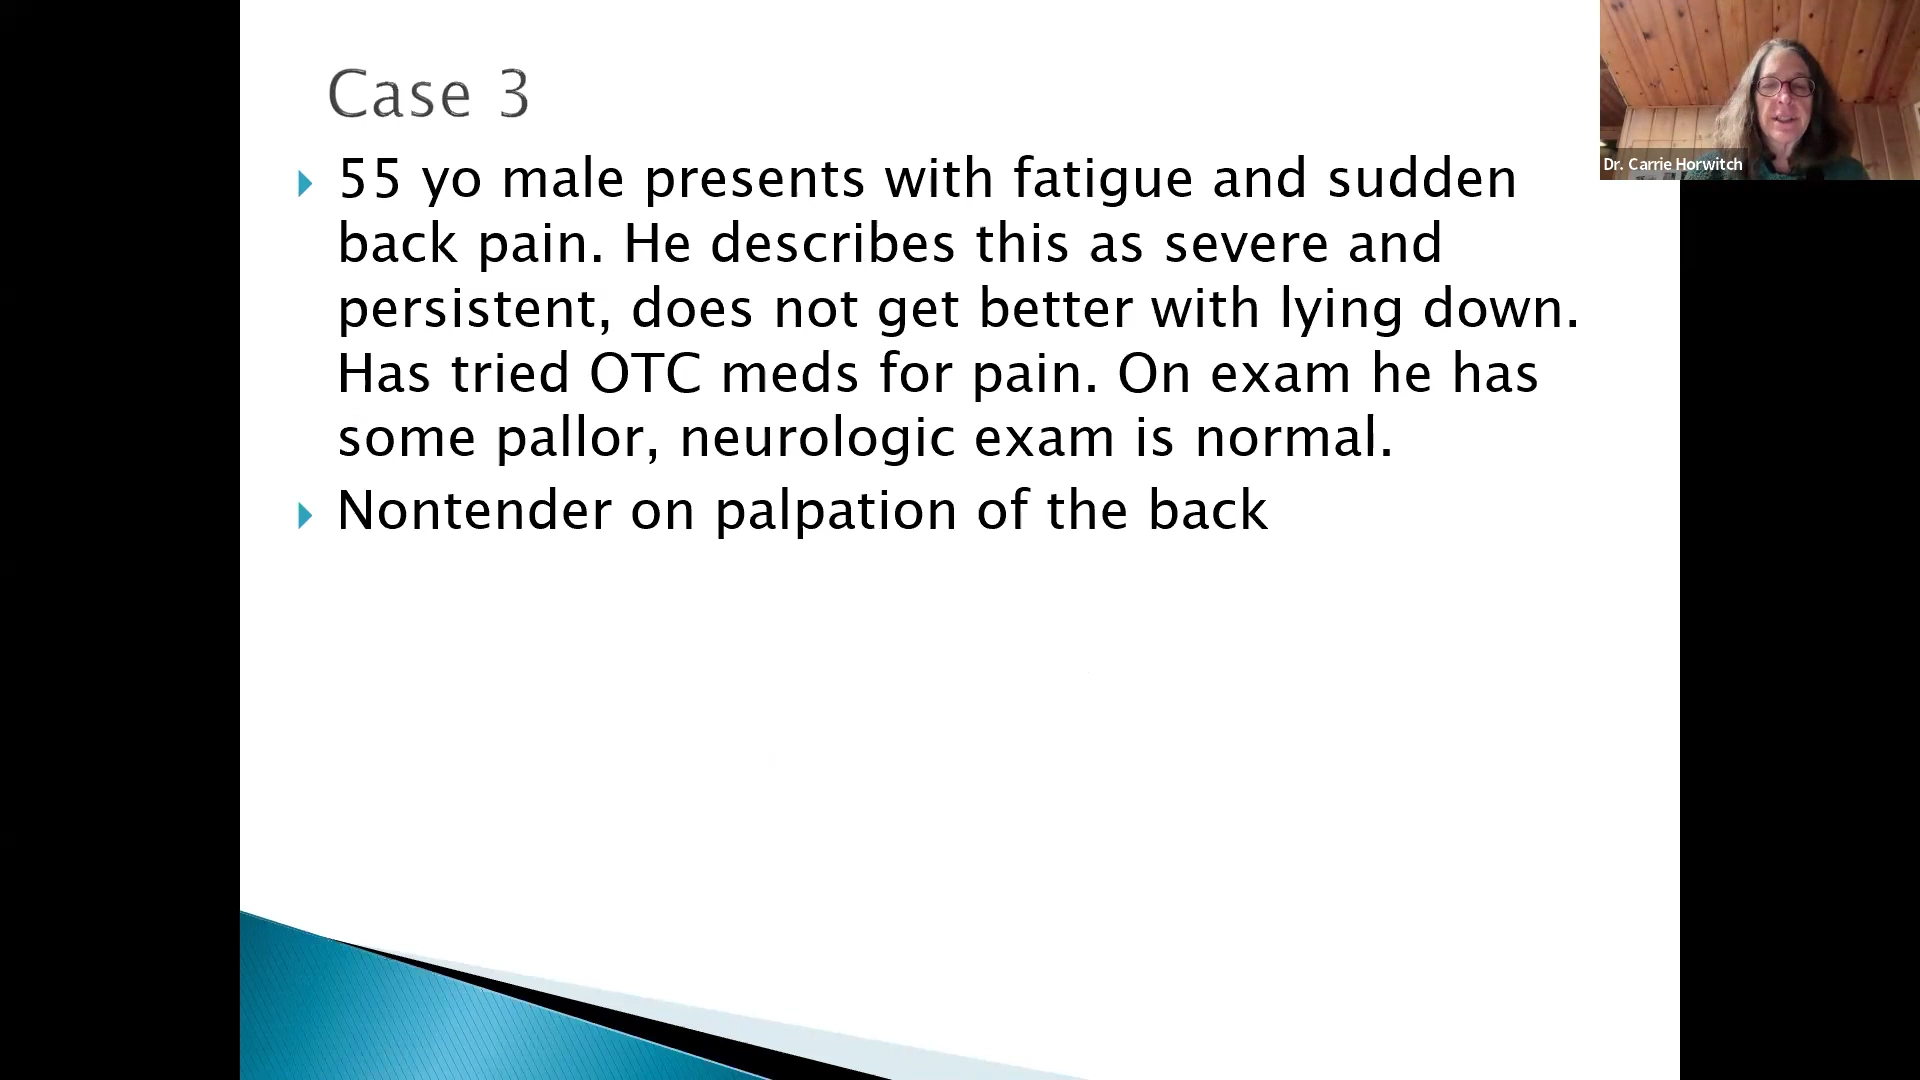 Case 3
55 yo male presents with fatigue and sudden
back pain. He describes this as severe and
persistent, does not get better with lying down.
Has tried OTC meds for pain. On exam he has
some pallor, neurologic exam is normal.
Nontender on palpation of the back
Dr. Carrie Horwitch